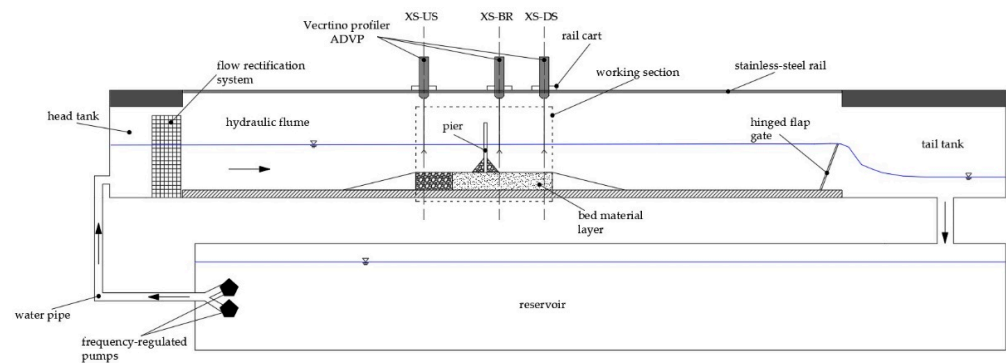 XS-US
XS-BR
XS-DS
Vecrtino profiler
ADVP
rail cart
flow rectification
system
working section
stainless-steel rail
head tank
hydraulic flume
pier
hinged flap
gate
tail tank
bed material
layer
water pipe
reservoir
frequency-regulated
pumps